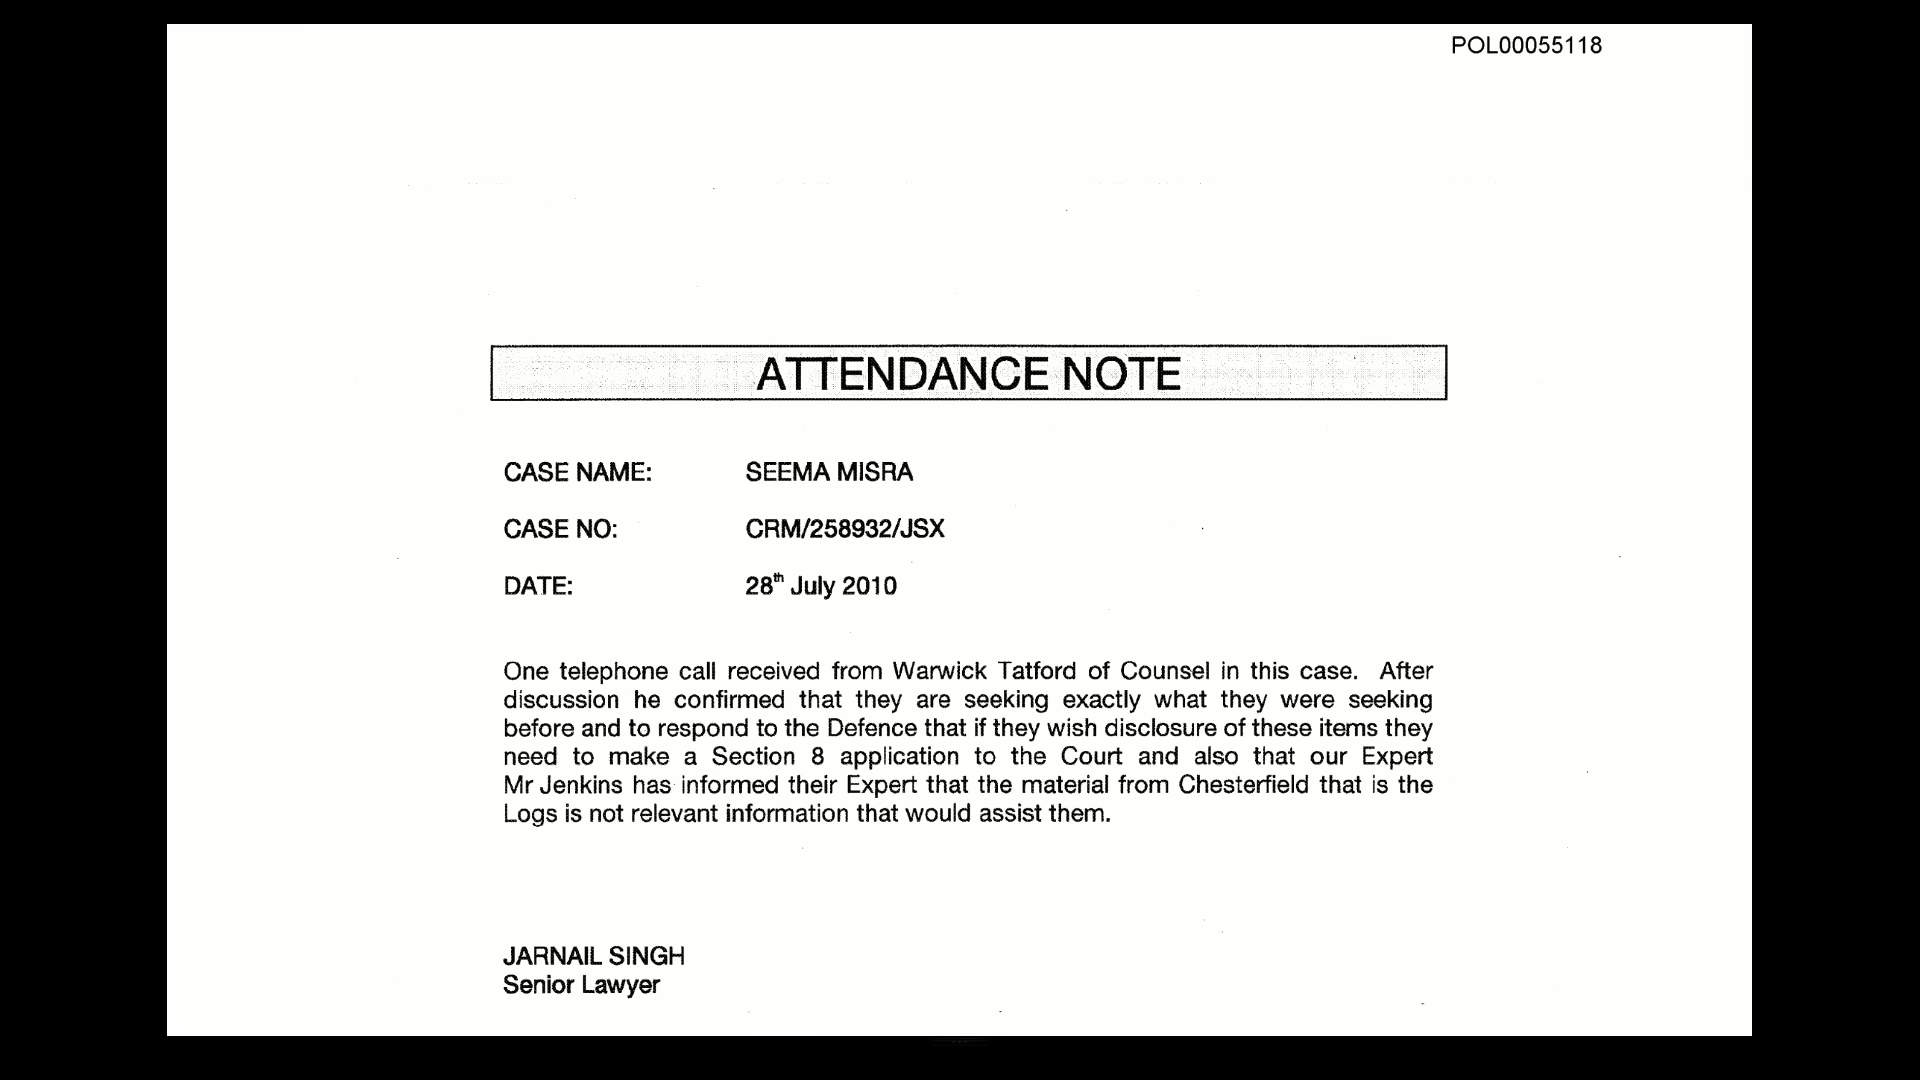 POL00055118
ATTENDANCE NOTE
CASE NAME: SEEMA MISRA
CASE NO: CRM/258932/JSX
DATE: 28th July 2010
One telephone call received from Warwick Tatford of Counsel in this case. After
discussion he confirmed that they are seeking exactly what they were seeking
before and to respond to the Defence that if they wish disclosure of these items they
need to make a Section 8 application to the Court and also that our Expert
Mr Jenkins has informed their Expert that the material from Chesterfield that is the
Logs is not relevant information that would assist them.
JARNAIL SINGH
Senior Lawyer